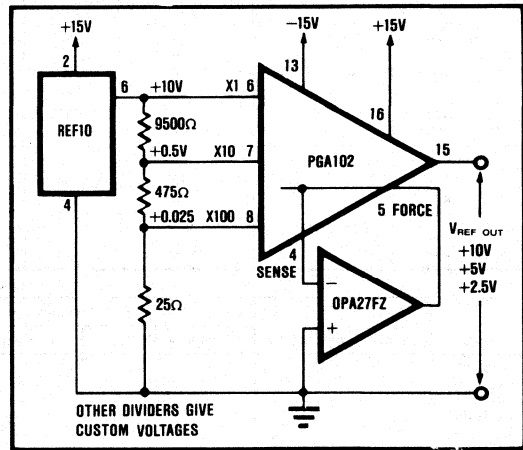 +15V
-15V
+15V
2
13
6
+10V
X1 6
16
REF10
9500Ω
15
+0.5V
X10 7
PGA102
475Ω
4
+0.025
X100 8
5 FORCE
4
SENSE
VREF OUT
+10V
+5V
+2.5V
−
OPA27FZ
+
25Ω
OTHER DIVIDERS GIVE
CUSTOM VOLTAGES